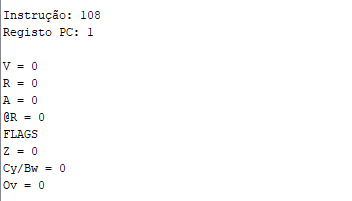 Instrução: 108
Registo PC: 1
V = 0
R = 0
A = 0
@R = 0
FLAGS
Z = 0
Cy/Bw = 0
Ov = 0